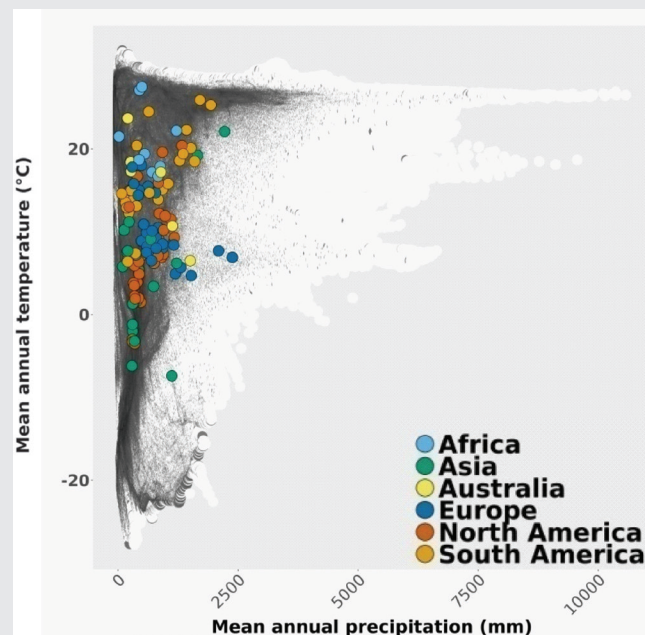 Mean annual temperature (°C)
20
0
-20
Africa
Asia
Australia
Europe
North America
South America
0
2500
5000
7500
10000
Mean annual precipitation (mm)